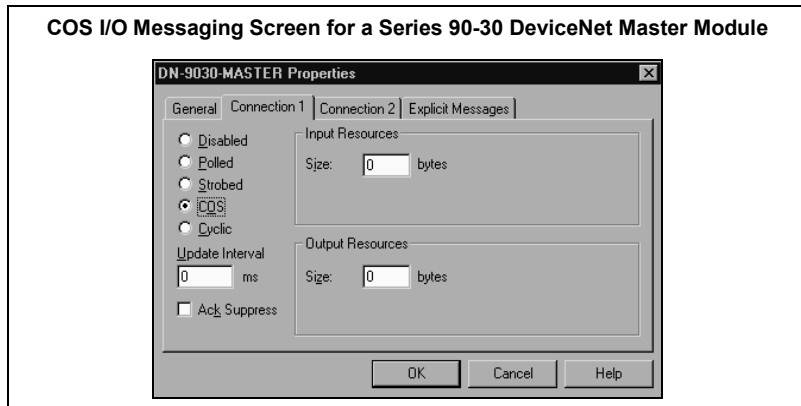 COS I/O Messaging Screen for a Series 90-30 DeviceNet Master Module
DN-9030-MASTER Properties
General Connection 1 Connection 2 Explicit Messages
Disabled
Polled
Strobed
COS
Cyclic
Update Interval
0 ms
Ack Suppress
Input Resources
Size: 0 bytes
Output Resources
Size: 0 bytes
OK Cancel Help